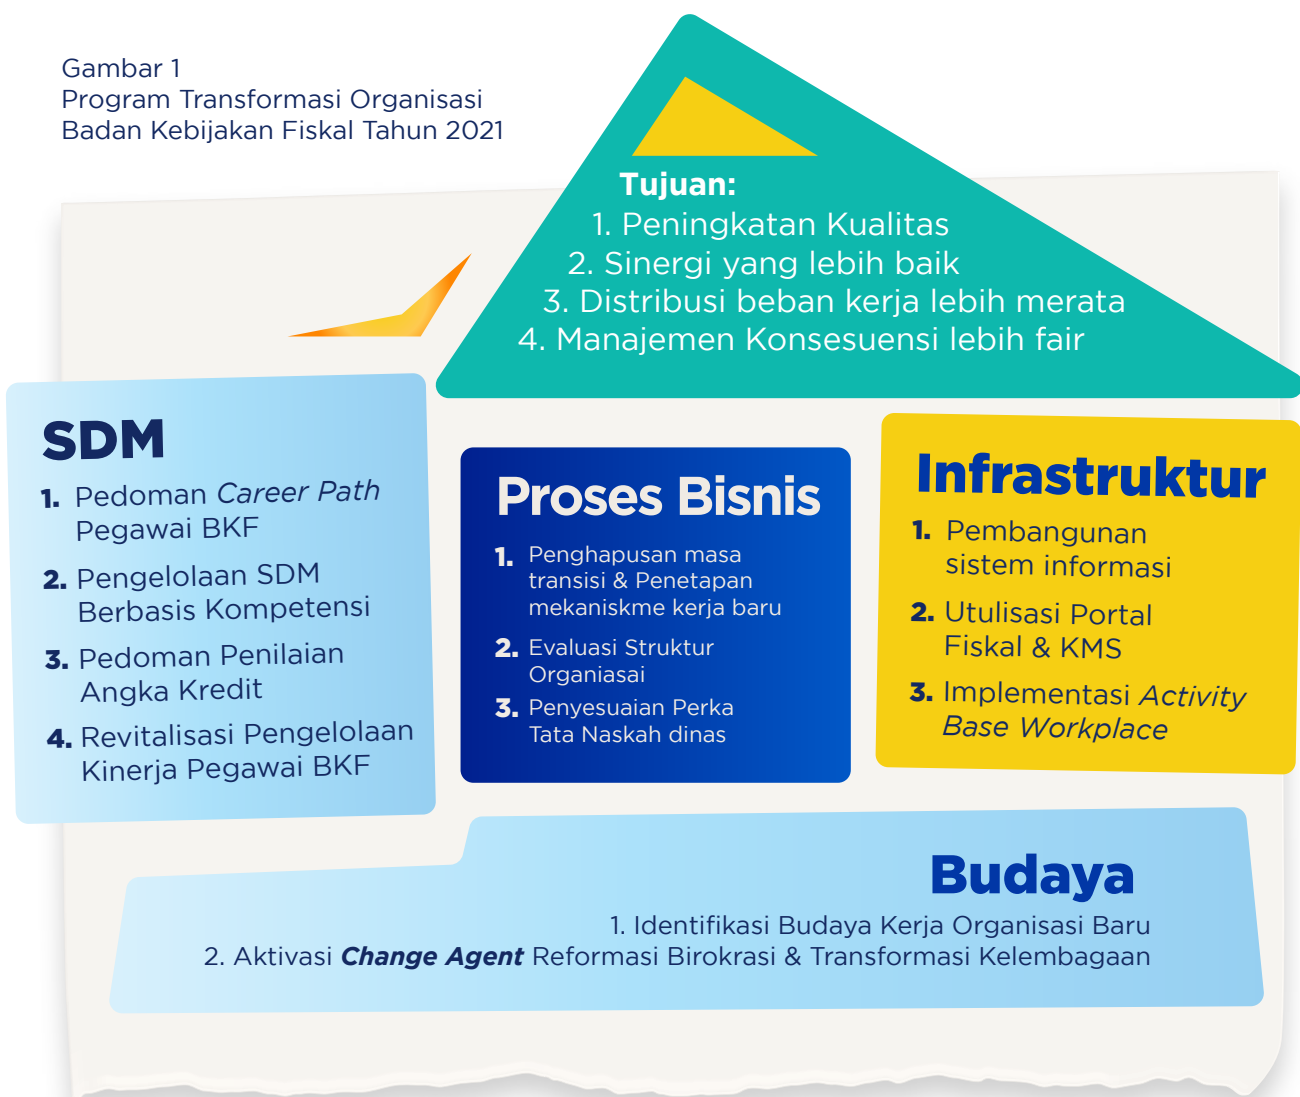 Gambar 1
Program Transformasi Organisasi
Badan Kebijakan Fiskal Tahun 2021
Tujuan:
1. Peningkatan Kualitas
2. Sinergi yang lebih baik
3. Distribusi beban kerja lebih merata
4. Manajemen Konsesuensi lebih fair
SDM
1. Pedoman Career Path
Pegawai BKF
2. Pengelolaan SDM
Berbasis Kompetensi
3. Pedoman Penilaian
Angka Kredit
4. Revitalisasi Pengelolaan
Kinerja Pegawai BKF
Proses Bisnis
1. Penghapusan masa
transisi & Penetapan
mekaniskme kerja baru
2. Evaluasi Struktur
Organiasai
3. Penyesuaian Perka
Tata Naskah dinas
Infrastruktur
1. Pembangunan
sistem informasi
2. Utulisasi Portal
Fiskal & KMS
3. Implementasi Activity
Base Workplace
Budaya
1. Identifikasi Budaya Kerja Organisasi Baru
2. Aktivasi Change Agent Reformasi Birokrasi & Transformasi Kelembagaan